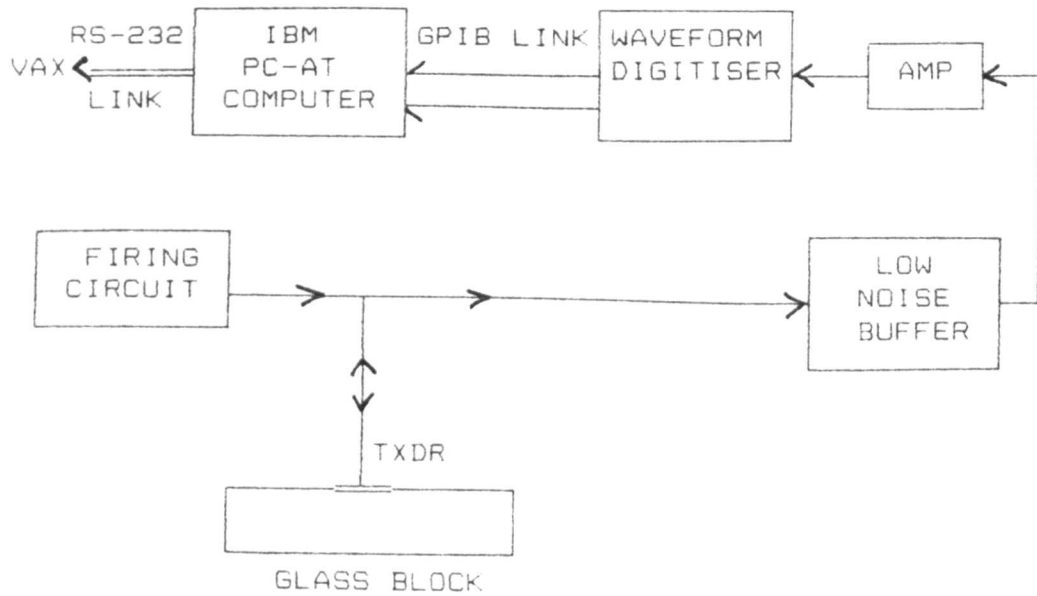 RS-232
VAX
LINK
IBM
PC-AT
COMPUTER
GPIB LINK
WAVEFORM
DIGITISER
AMP
FIRING
CIRCUIT
LOW
NOISE
BUFFER
TXDR
GLASS BLOCK